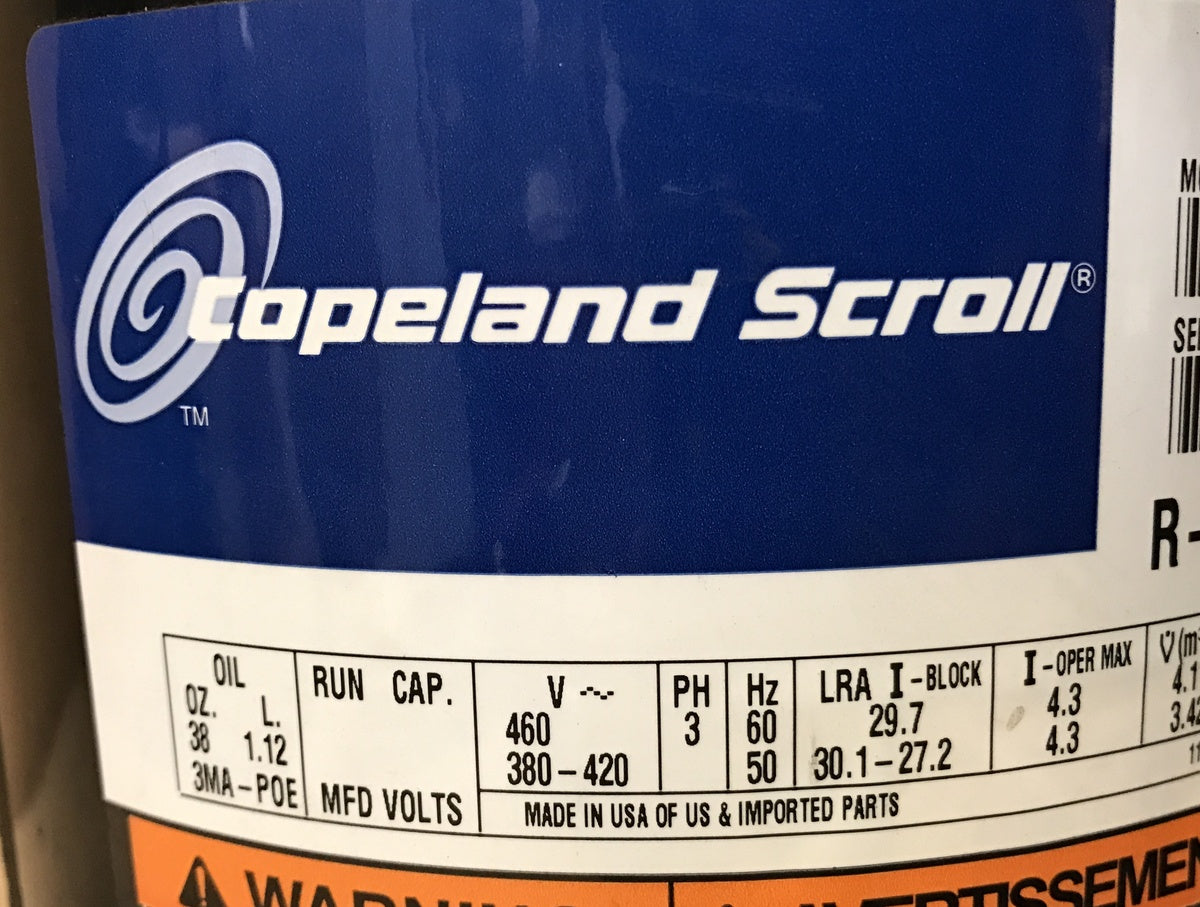 Copeland Scroll®
TM
R-
OIL
OZ. L.
38 1.12
3MA-POE
RUN CAP.
MFD VOLTS
V
460
380-420
PH
3
Hz
60
50
LRA I-BLOCK
29.7
30.1-27.2
I-OPER MAX
4.3
4.3
MADE IN USA OF US & IMPORTED PARTS
WARNING